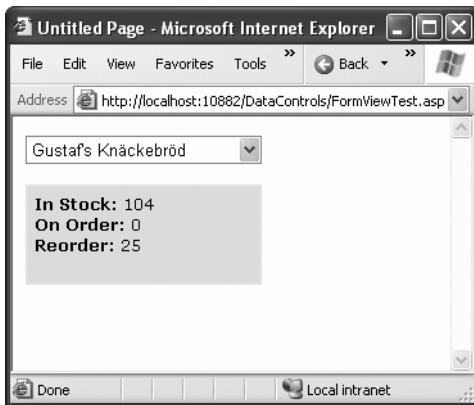 Untitled Page - Microsoft Internet Explorer
File Edit View Favorites Tools » Back »
Address http://localhost:10882/DataControls/FormViewTest.asp
Gustaf's Knäckebröd
In Stock: 104
On Order: 0
Reorder: 25
Done Local intranet